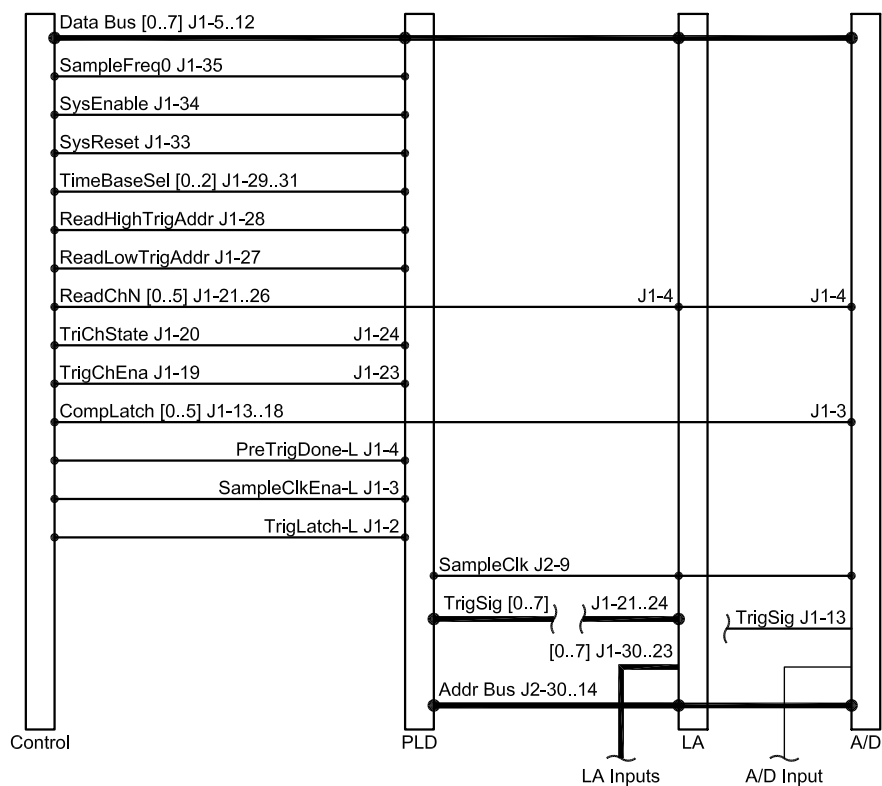 Data Bus [0..7] J1-5..12
SampleFreq0 J1-35
SysEnable J1-34
SysReset J1-33
TimeBaseSel [0..2] J1-29..31
ReadHighTrigAddr J1-28
ReadLowTrigAddr J1-27
ReadChN [0..5] J1-21..26 J1-4 J1-4
TriChState J1-20 J1-24
TrigChEna J1-19 J1-23
CompLatch [0..5] J1-13..18 J1-3
PreTrigDone-L J1-4
SampleClkEna-L J1-3
TrigLatch-L J1-2
SampleClk J2-9
TrigSig [0..7] J1-21..24
TrigSig J1-13
[0..7] J1-30..23
Addr Bus J2-30..14
Control PLD LA A/D
LA Inputs A/D Input